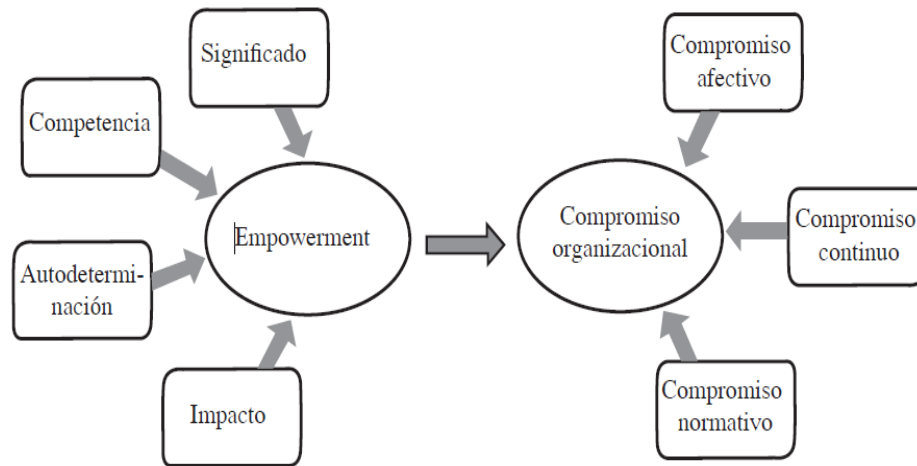 Significado
Competencia
Empowerment
Autodetermi-
nación
Impacto
Compromiso
afectivo
Compromiso
organizacional
Compromiso
continuo
Compromiso
normativo